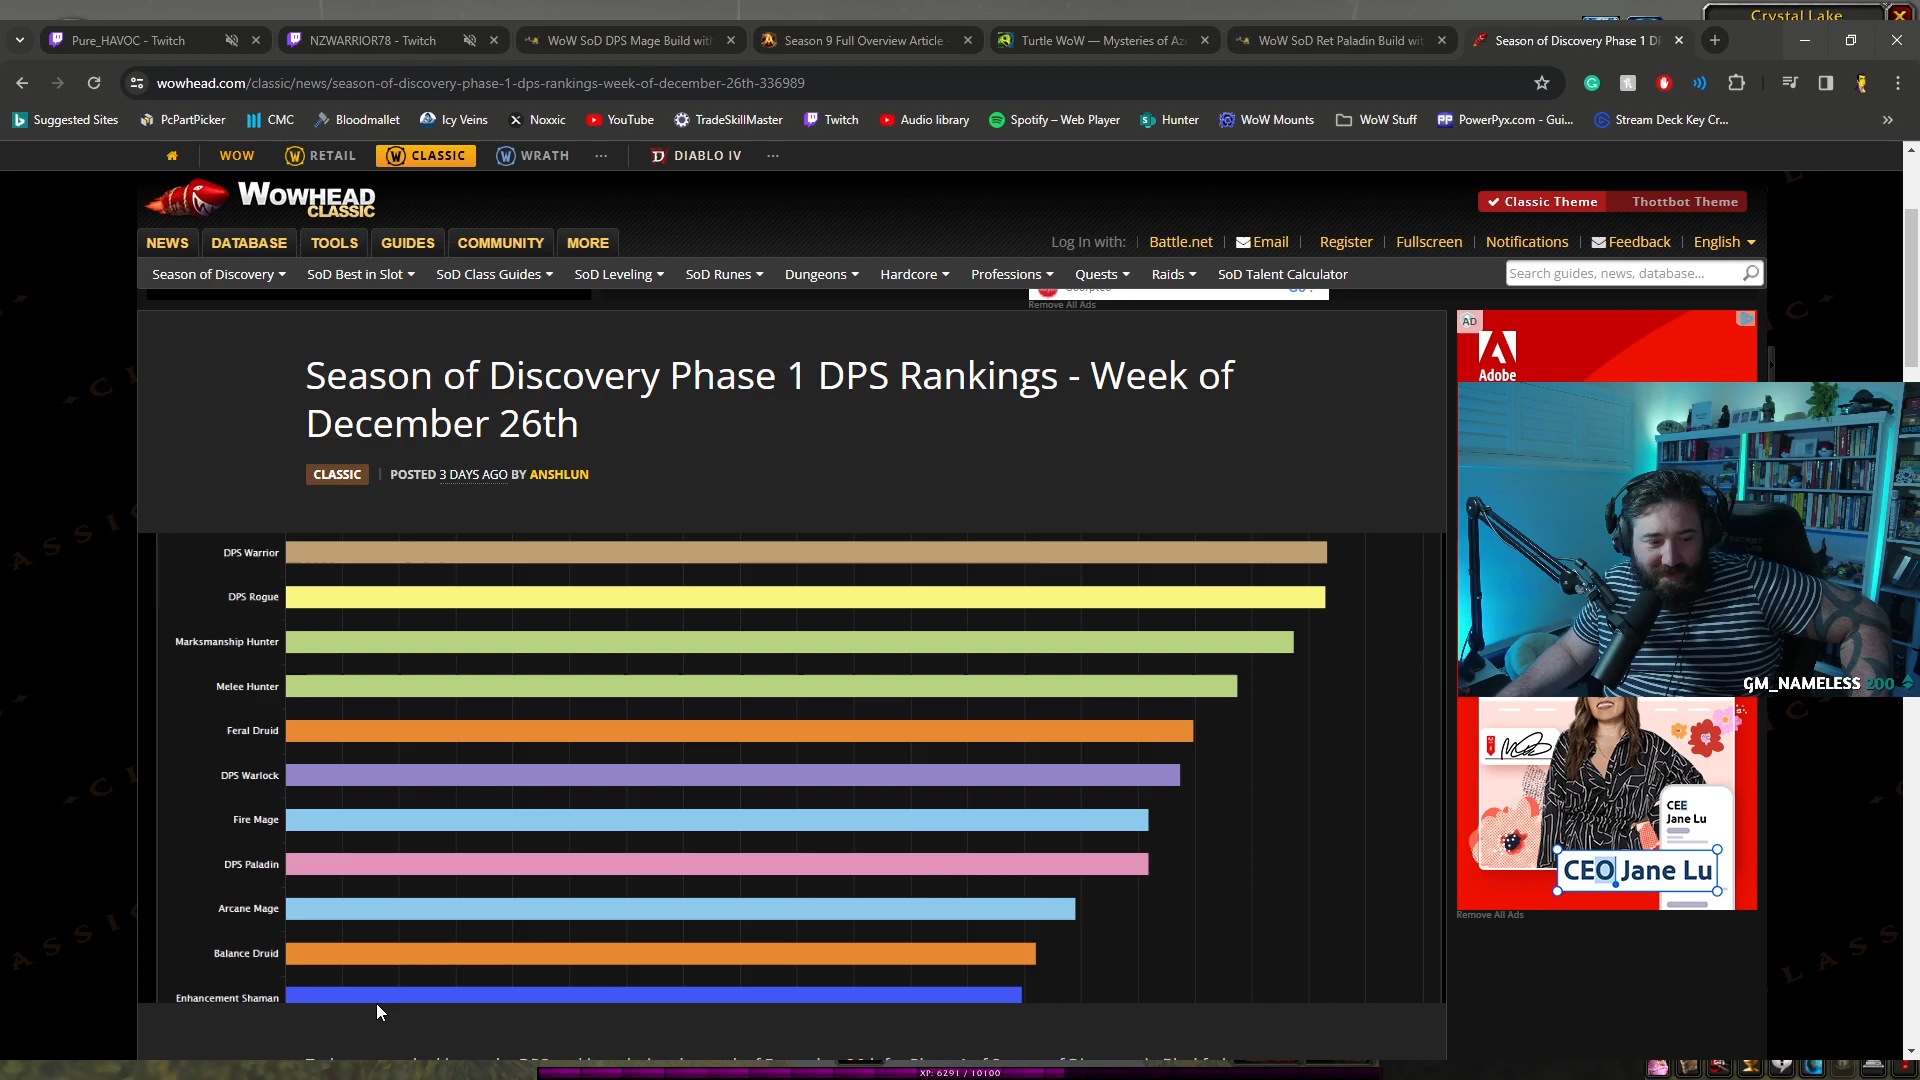 Crystal Lake
Pure_HAVOC - Twitch
NZWARRIOR78 - Twitch
WoW SoD DPS Mage Build with
Season 9 Full Overview Article -
Turtle WoW — Mysteries of Az
WoW SoD Ret Paladin Build wit
Season of Discovery Phase 1 D
wowhead.com/classic/news/season-of-discovery-phase-1-dps-rankings-week-of-december-26th-336989
Suggested Sites
PcPartPicker
CMC
Bloodmallet
Icy Veins
Noxxic
YouTube
TradeSkillMaster
Twitch
Audio library
Spotify – Web Player
Hunter
WoW Mounts
WoW Stuff
PowerPyx.com - Gui...
Stream Deck Key Cr...
WOW
RETAIL
CLASSIC
WRATH
...
DIABLO IV
...
WOWHEAD
CLASSIC
Classic Theme
Thottbot Theme
NEWS
DATABASE
TOOLS
GUIDES
COMMUNITY
MORE
Log In with:
Battle.net
Email
Register
Fullscreen
Notifications
Feedback
English
Season of Discovery
SoD Best in Slot
SoD Class Guides
SoD Leveling
SoD Runes
Dungeons
Hardcore
Professions
Quests
Raids
SoD Talent Calculator
Search guides, news, database...
Remove All Ads
Season of Discovery Phase 1 DPS Rankings - Week of
December 26th
CLASSIC
POSTED 3 DAYS AGO BY ANSHLUN
AD
Adobe
DPS Warrior
DPS Rogue
Marksmanship Hunter
Melee Hunter
Feral Druid
DPS Warlock
Fire Mage
DPS Paladin
Arcane Mage
Balance Druid
Enhancement Shaman
GM_NAMELESS 200
CEE
Jane Lu
CEO Jane Lu
Remove All Ads
XP: 6291 / 10100